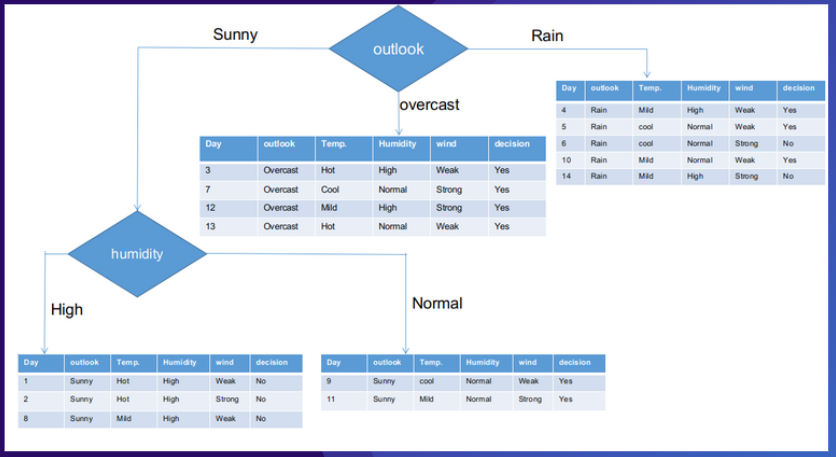 Sunny
outlook
Rain
overcast
Day outlook Temp. Humidity wind decision
4 Rain Mild High Weak Yes
5 Rain cool Normal Weak Yes
6 Rain cool Normal Strong No
10 Rain Mild Normal Weak Yes
14 Rain Mild High Strong No
Day outlook Temp. Humidity wind decision
3 Overcast Hot High Weak Yes
7 Overcast Cool Normal Strong Yes
12 Overcast Mild High Strong Yes
13 Overcast Hot Normal Weak Yes
humidity
High
Normal
Day outlook Temp. Humidity wind decision
1 Sunny Hot High Weak No
2 Sunny Hot High Strong No
8 Sunny Mild High Weak No
Day outlook Temp. Humidity wind decision
9 Sunny cool Normal Weak Yes
11 Sunny Mild Normal Strong Yes